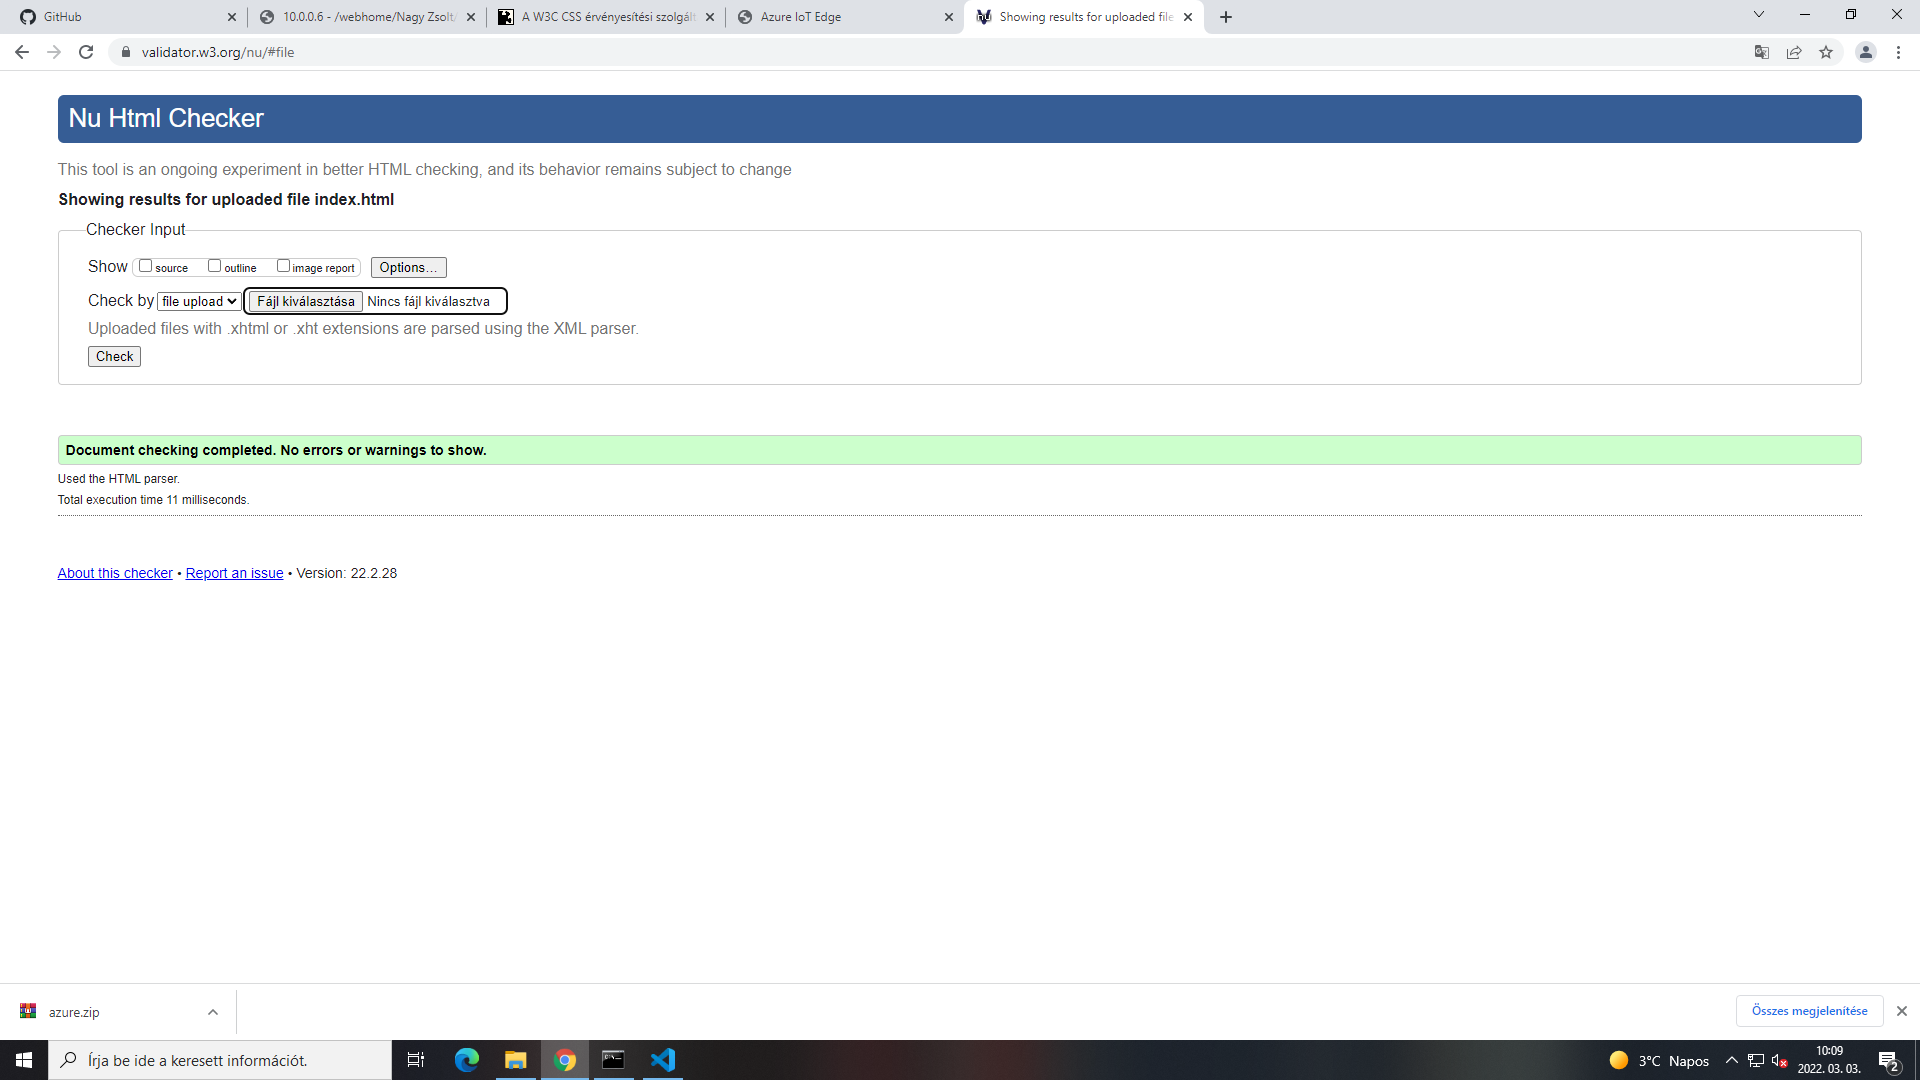 GitHub
10.0.0.6 - /webhome/Nagy Zsolt/
A W3C CSS érvényesítési szolgált
Azure IoT Edge
Showing results for uploaded file
validator.w3.org/nu/#file
Nu Html Checker
This tool is an ongoing experiment in better HTML checking, and its behavior remains subject to change
Showing results for uploaded file index.html
Checker Input
Show source outline image report Options...
Check by file upload Fájl kiválasztása Nincs fájl kiválasztva
Uploaded files with .xhtml or .xht extensions are parsed using the XML parser.
Check
Document checking completed. No errors or warnings to show.
Used the HTML parser.
Total execution time 11 milliseconds.
About this checker • Report an issue • Version: 22.2.28
azure.zip
Összes megjelenítése
Írja be ide a keresett információt.
3°C Napos
10:09
2022. 03. 03.
2